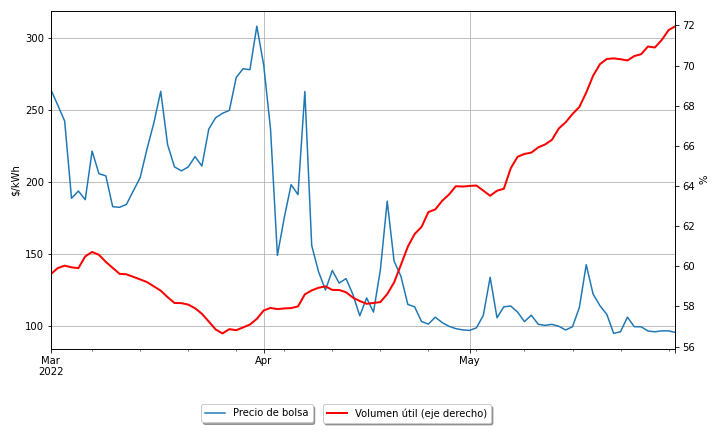 300
250
200
150
100
$/kWh
72
70
68
66
64
62
60
58
56
%
Mar
2022
Apr
May
Precio de bolsa
Volumen útil (eje derecho)